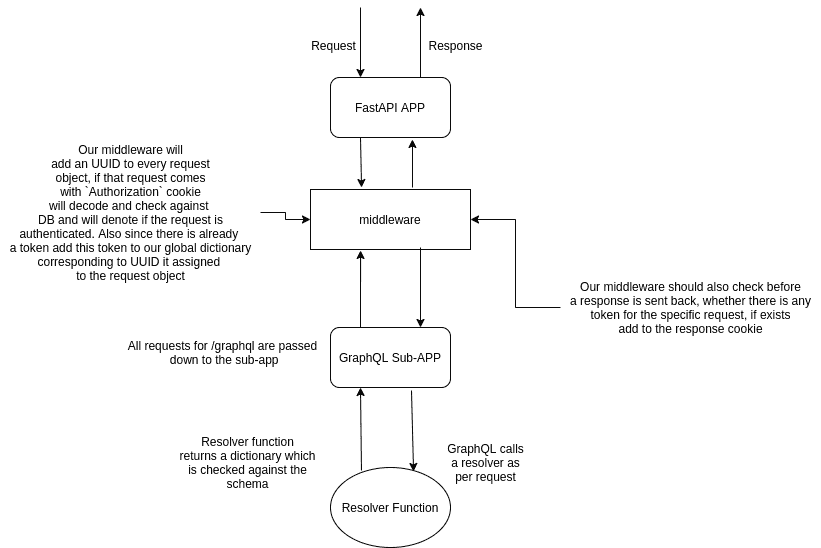 Request
Response
FastAPI APP
Our middleware will
add an UUID to every request
object, if that request comes
with `Authorization` cookie
will decode and check against
DB and will denote if the request is
authenticated. Also since there is already
a token add this token to our global dictionary
corresponding to UUID it assigned
to the request object
middleware
Our middleware should also check before
a response is sent back, whether there is any
token for the specific request, if exists
add to the response cookie
All requests for /graphql are passed
down to the sub-app
GraphQL Sub-APP
Resolver function
returns a dictionary which
is checked against the
schema
GraphQL calls
a resolver as
per request
Resolver Function